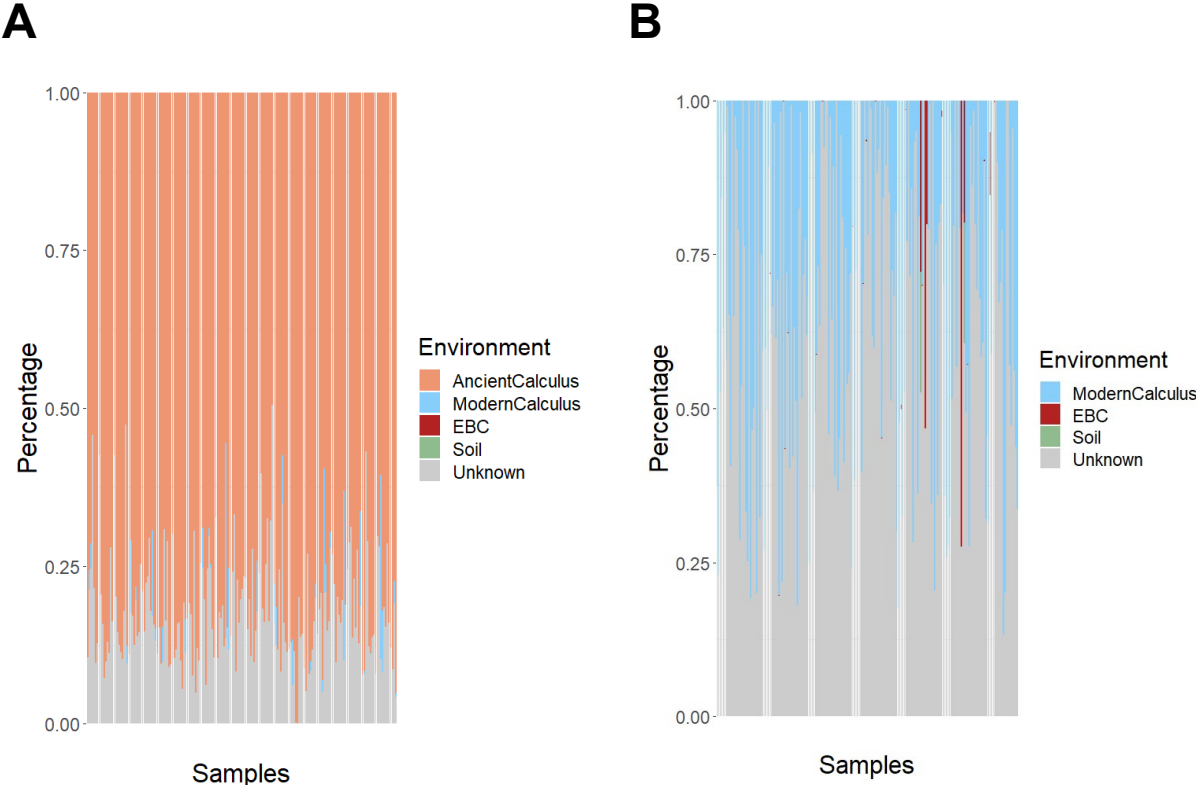 A
1.00
0.75
0.50
0.25
0.00
Percentage
Samples
Environment
AncientCalculus
ModernCalculus
EBC
Soil
Unknown
B
1.00
0.75
0.50
0.25
0.00
Percentage
Samples
Environment
ModernCalculus
EBC
Soil
Unknown